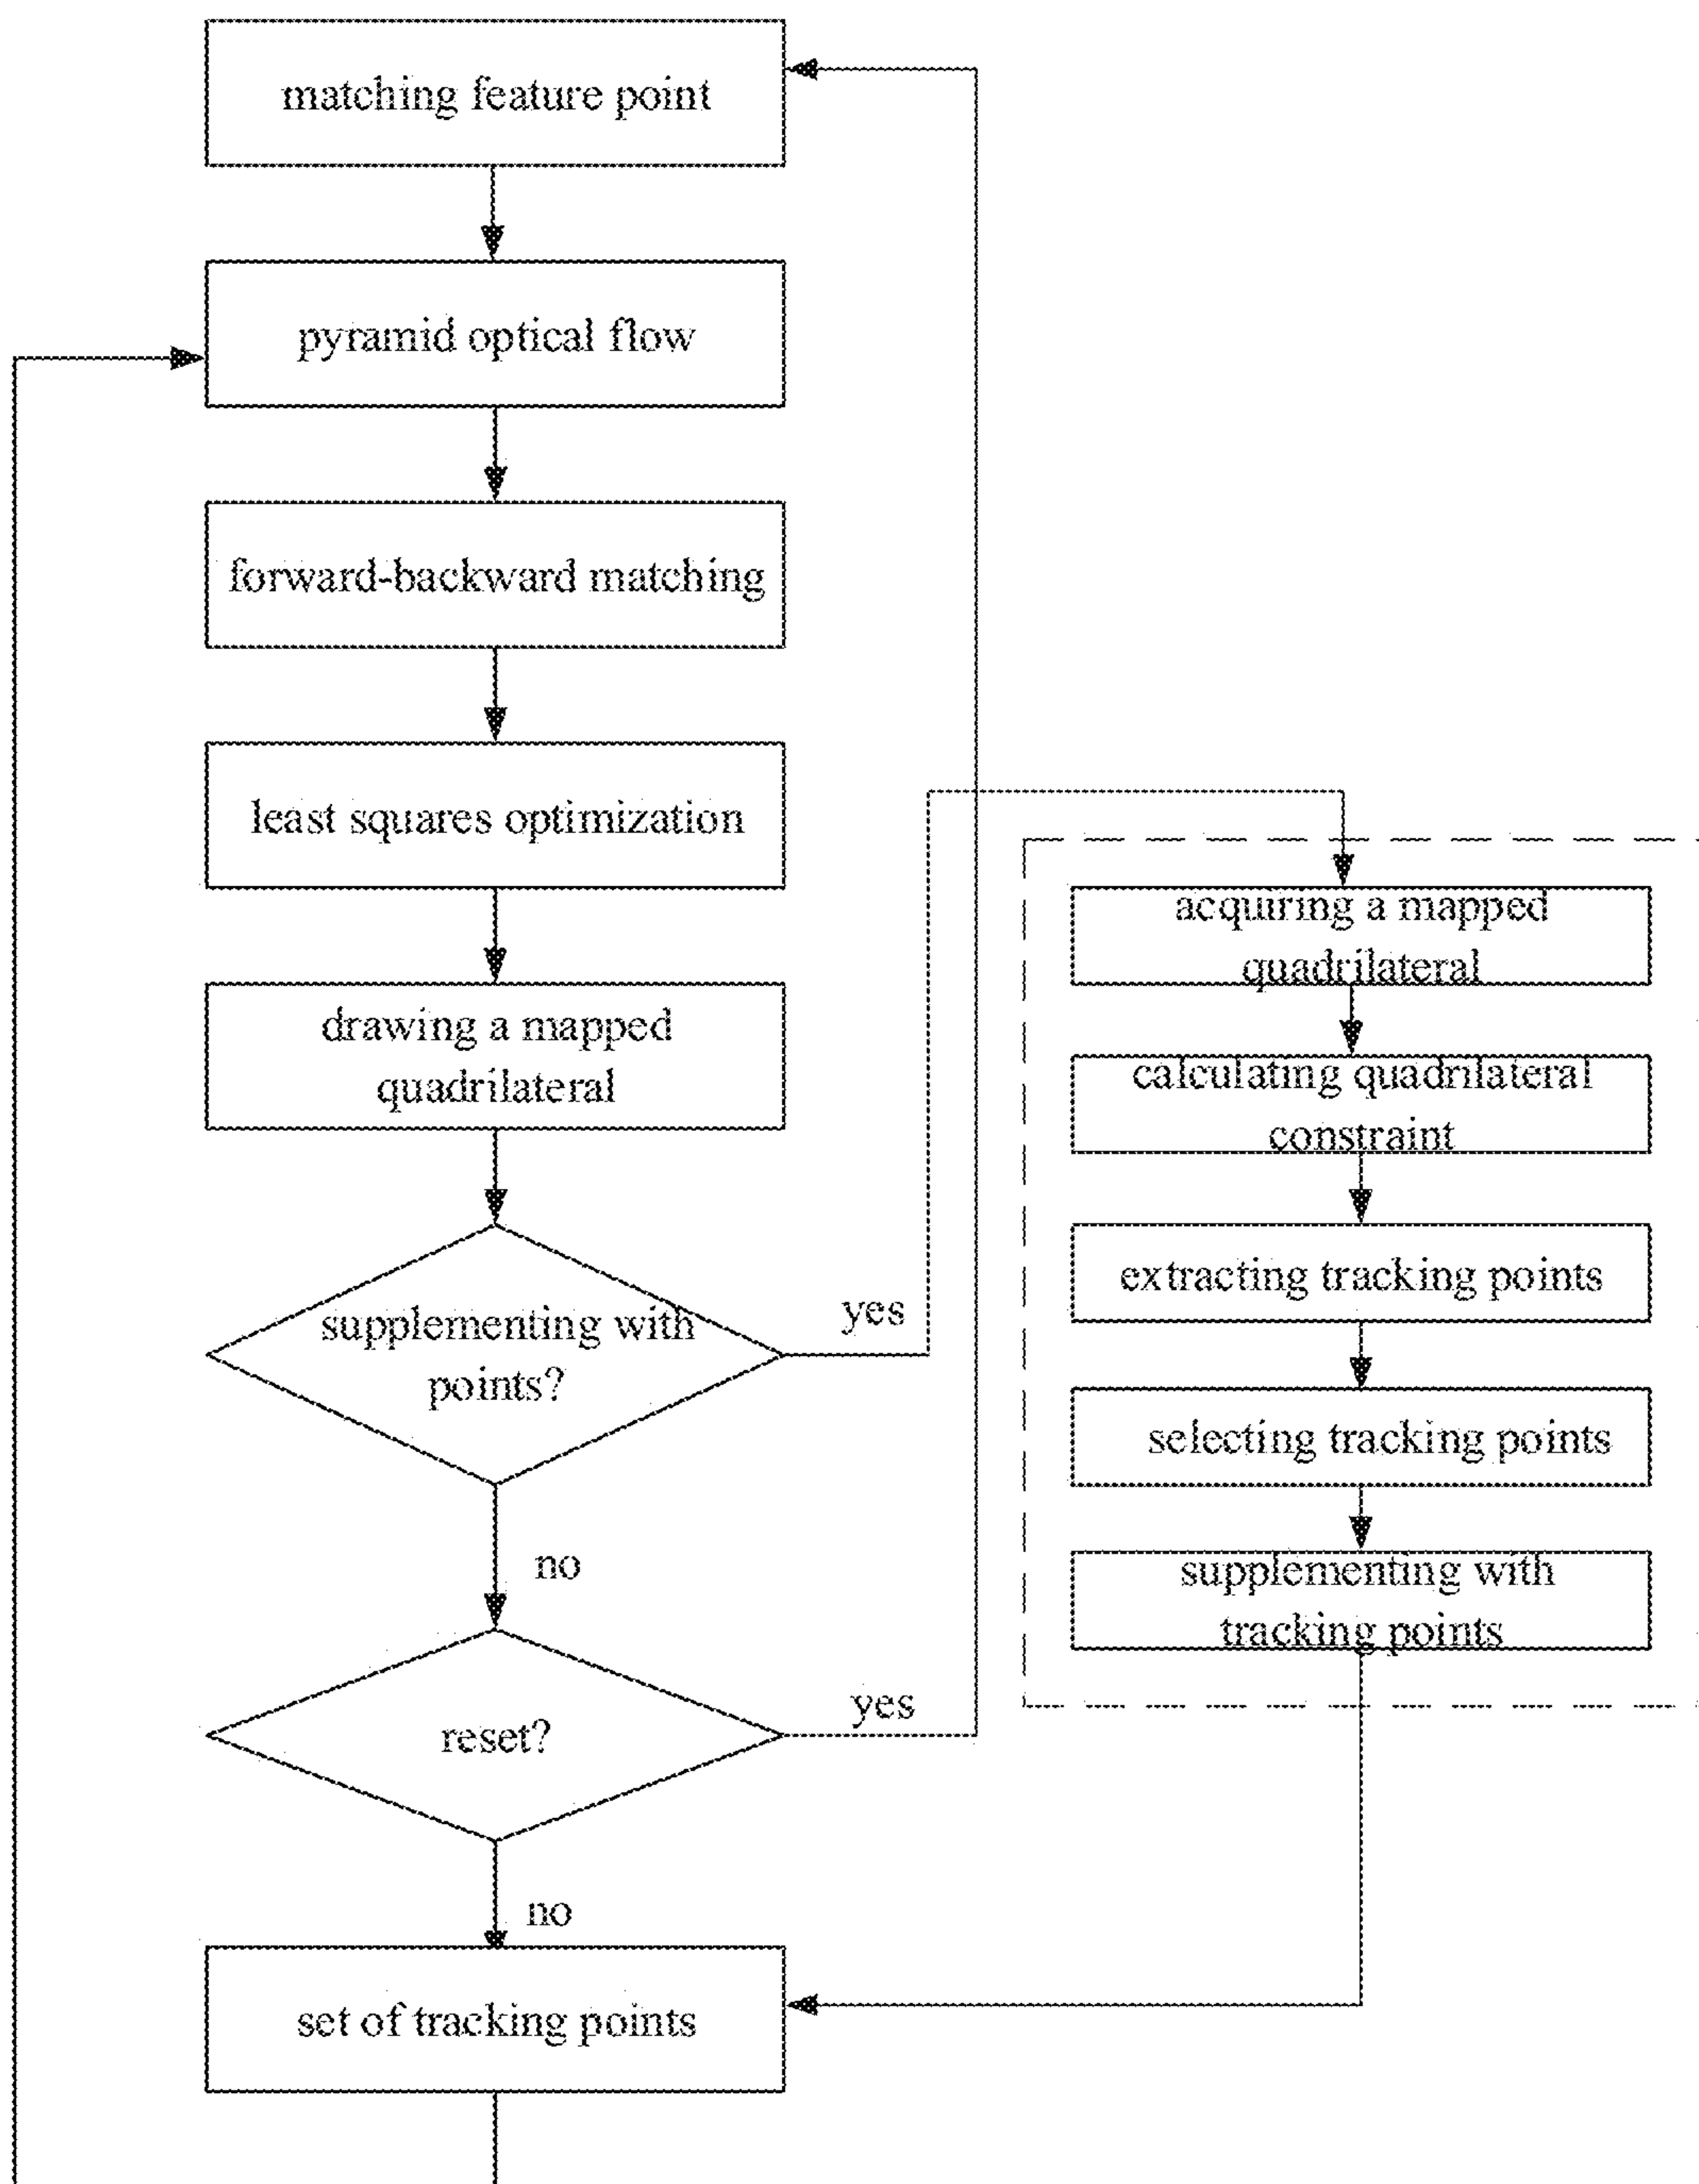 matching feature point
pyramid optical flow
forward-backward matching
least squares optimization
drawing a mapped
quadrilateral
supplementing with
points?
yes
no
reset?
yes
no
set of tracking points
acquiring a mapped
quadrilateral
calculating quadrilateral
constraint
extracting tracking points
selecting tracking points
supplementing with
tracking points